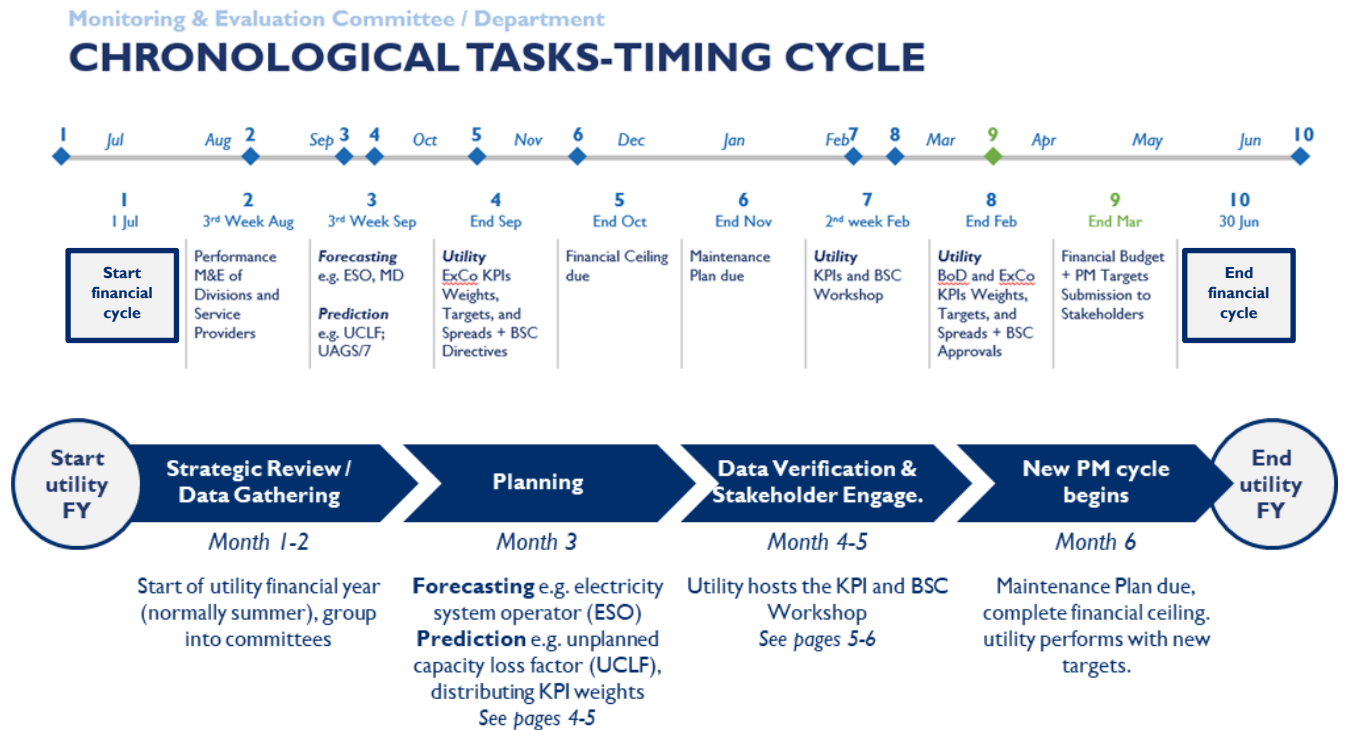 Monitoring & Evaluation Committee / Department
CHRONOLOGICAL TASKS-TIMING CYCLE
1 Jul Aug 2 Sep 3 4 Oct 5 Nov 6 Dec Jan Feb 7 8 Mar 9 Apr May Jun 10
1
1 Jul
Start
financial
cycle
2
3rd Week Aug
Performance
M&E of
Divisions and
Service
Providers
3
3rd Week Sep
Forecasting
e.g. ESO, MD
Prediction
e.g. UCLF;
UAGS/7
4
End Sep
Utility
ExCo KPIs
Weights,
Targets, and
Spreads + BSC
Directives
5
End Oct
Financial Ceiling
due
6
End Nov
Maintenance
Plan due
7
2nd week Feb
Utility
KPIs and BSC
Workshop
8
End Feb
Utility
BoD and ExCo
KPIs Weights,
Targets, and
Spreads + BSC
Approvals
9
End Mar
Financial Budget
+ PM Targets
Submission to
Stakeholders
10
30 Jun
End
financial
cycle
Start
utility
FY
Strategic Review /
Data Gathering
Month 1-2
Start of utility financial year
(normally summer), group
into committees
Planning
Month 3
Forecasting e.g. electricity
system operator (ESO)
Prediction e.g. unplanned
capacity loss factor (UCLF),
distributing KPI weights
See pages 4-5
Data Verification &
Stakeholder Engage.
Month 4-5
Utility hosts the KPI and BSC
Workshop
See pages 5-6
New PM cycle
begins
Month 6
Maintenance Plan due,
complete financial ceiling.
utility performs with new
targets.
End
utility
FY